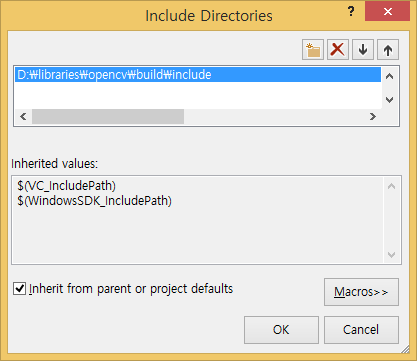 Include Directories
?
D:₩libraries₩opencv₩build₩include
Inherited values:
$(VC_IncludePath)
$(WindowsSDK_IncludePath)
Inherit from parent or project defaults
Macros>>
OK
Cancel